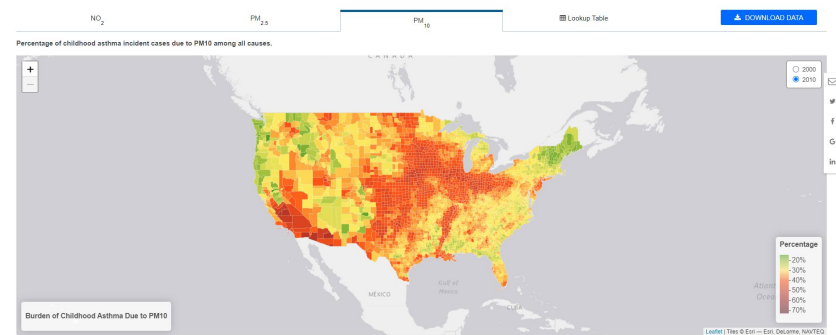 NO2
PM2.5
PM10
Lookup Table
DOWNLOAD DATA
Percentage of childhood asthma incident cases due to PM10 among all causes.
+
−
2000
2010
CANADA
Gulf of
Mexico
MÉXICO
CUBA
Percentage
20%
30%
40%
50%
60%
70%
Burden of Childhood Asthma Due to PM10
Leaflet | Tiles © Esri — Esri, DeLorme, NAVTEQ